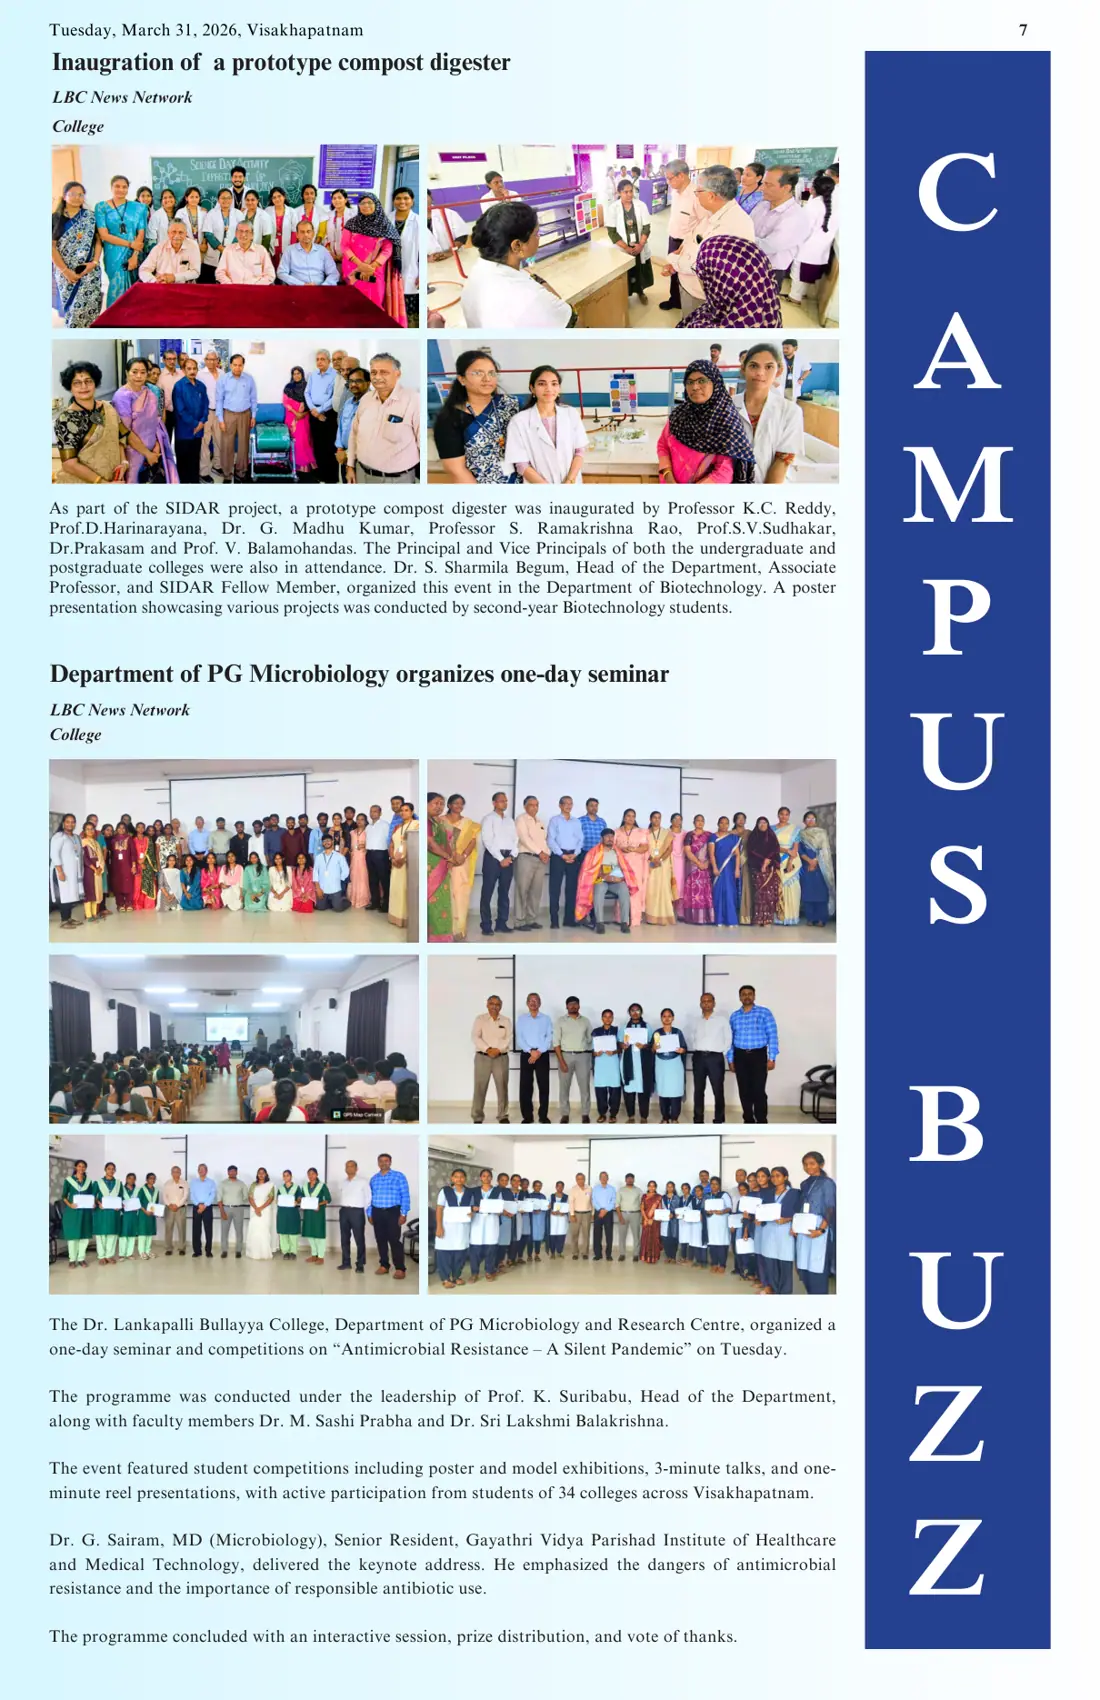 Tuesday, March 31, 2026, Visakhapatnam
7
Inaugration of a prototype compost digester
LBC News Network
College
SCIENCE DAY ACTIVITY
DEPARTMENT OF
As part of the SIDAR project, a prototype compost digester was inaugurated by Professor K.C. Reddy,
Prof.D.Harinarayana, Dr. G. Madhu Kumar, Professor S. Ramakrishna Rao, Prof.S.V.Sudhakar,
Dr.Prakasam and Prof. V. Balamohandas. The Principal and Vice Principals of both the undergraduate and
postgraduate colleges were also in attendance. Dr. S. Sharmila Begum, Head of the Department, Associate
Professor, and SIDAR Fellow Member, organized this event in the Department of Biotechnology. A poster
presentation showcasing various projects was conducted by second-year Biotechnology students.
Department of PG Microbiology organizes one-day seminar
LBC News Network
College
GPS Map Camera
The Dr. Lankapalli Bullayya College, Department of PG Microbiology and Research Centre, organized a
one-day seminar and competitions on “Antimicrobial Resistance – A Silent Pandemic” on Tuesday.
The programme was conducted under the leadership of Prof. K. Suribabu, Head of the Department,
along with faculty members Dr. M. Sashi Prabha and Dr. Sri Lakshmi Balakrishna.
The event featured student competitions including poster and model exhibitions, 3-minute talks, and one-
minute reel presentations, with active participation from students of 34 colleges across Visakhapatnam.
Dr. G. Sairam, MD (Microbiology), Senior Resident, Gayathri Vidya Parishad Institute of Healthcare
and Medical Technology, delivered the keynote address. He emphasized the dangers of antimicrobial
resistance and the importance of responsible antibiotic use.
The programme concluded with an interactive session, prize distribution, and vote of thanks.
C
A
M
P
U
S
B
U
Z
Z